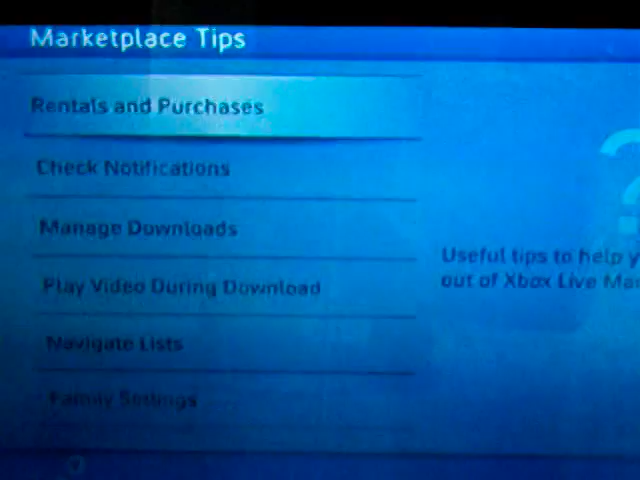 Marketplace Tips
Rentals and Purchases
Check Notifications
Manage Downloads
Play Video During Download
Navigate Lists
Family Settings
Useful tips to help
out of Xbox Live